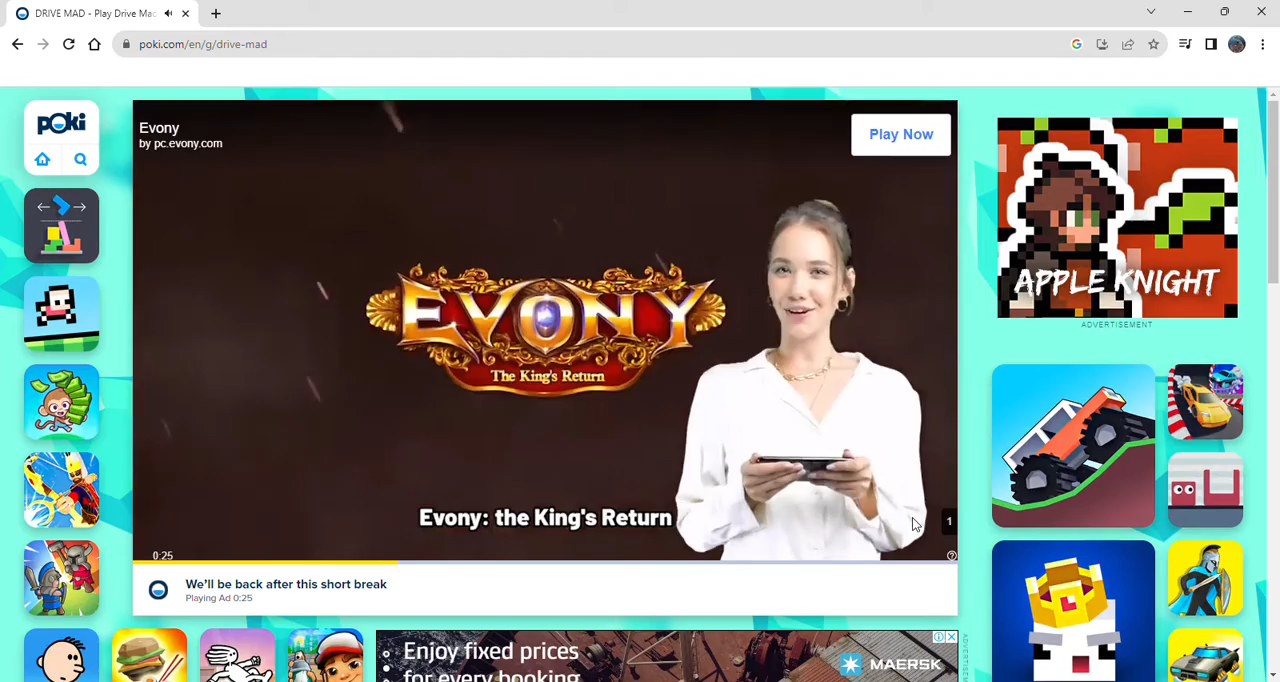 DRIVE MAD - Play Drive Mad
poki.com/en/g/drive-mad
poki
Evony
by pc.evony.com
Play Now
EVONY
The King's Return
Evony: the King's Return
1
0:25
We'll be back after this short break
Playing Ad 0:25
APPLE KNIGHT
ADVERTISEMENT
Enjoy fixed prices
for every booking
MAERSK